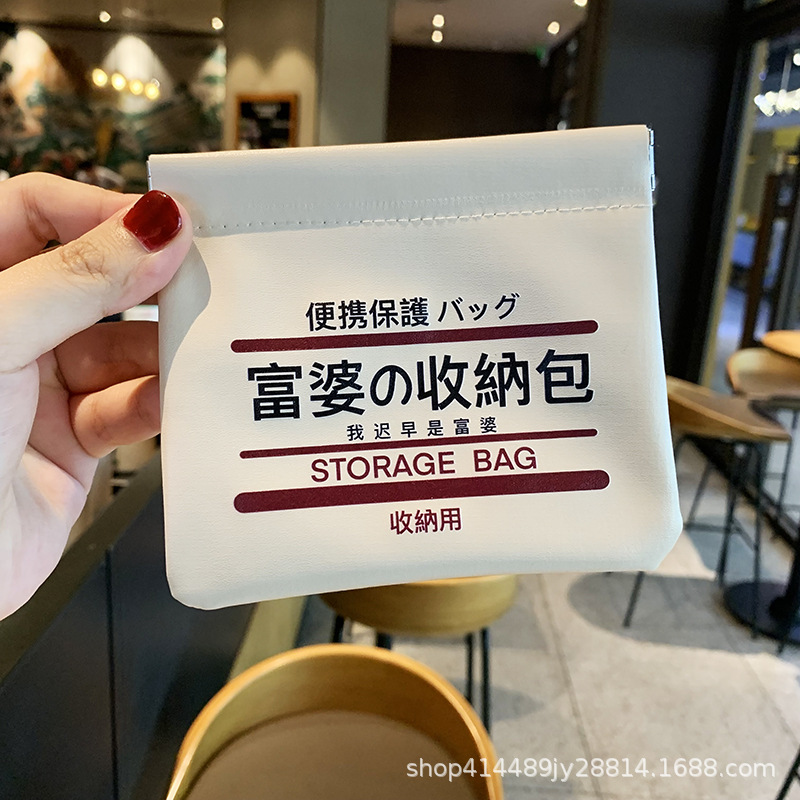 便携保護 バッグ
富婆の收納包
我迟早是富婆
STORAGE BAG
收納用
shop414489jy28814.1688.com